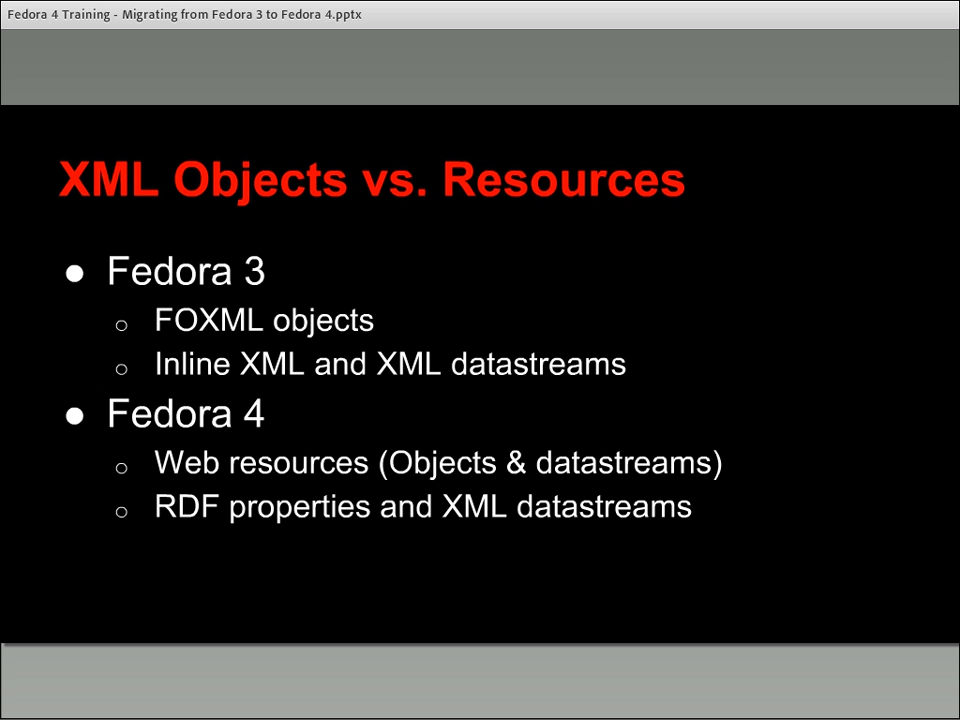 Fedora 4 Training - Migrating from Fedora 3 to Fedora 4.pptx
XML Objects vs. Resources
● Fedora 3
o FOXML objects
o Inline XML and XML datastreams
● Fedora 4
o Web resources (Objects & datastreams)
o RDF properties and XML datastreams